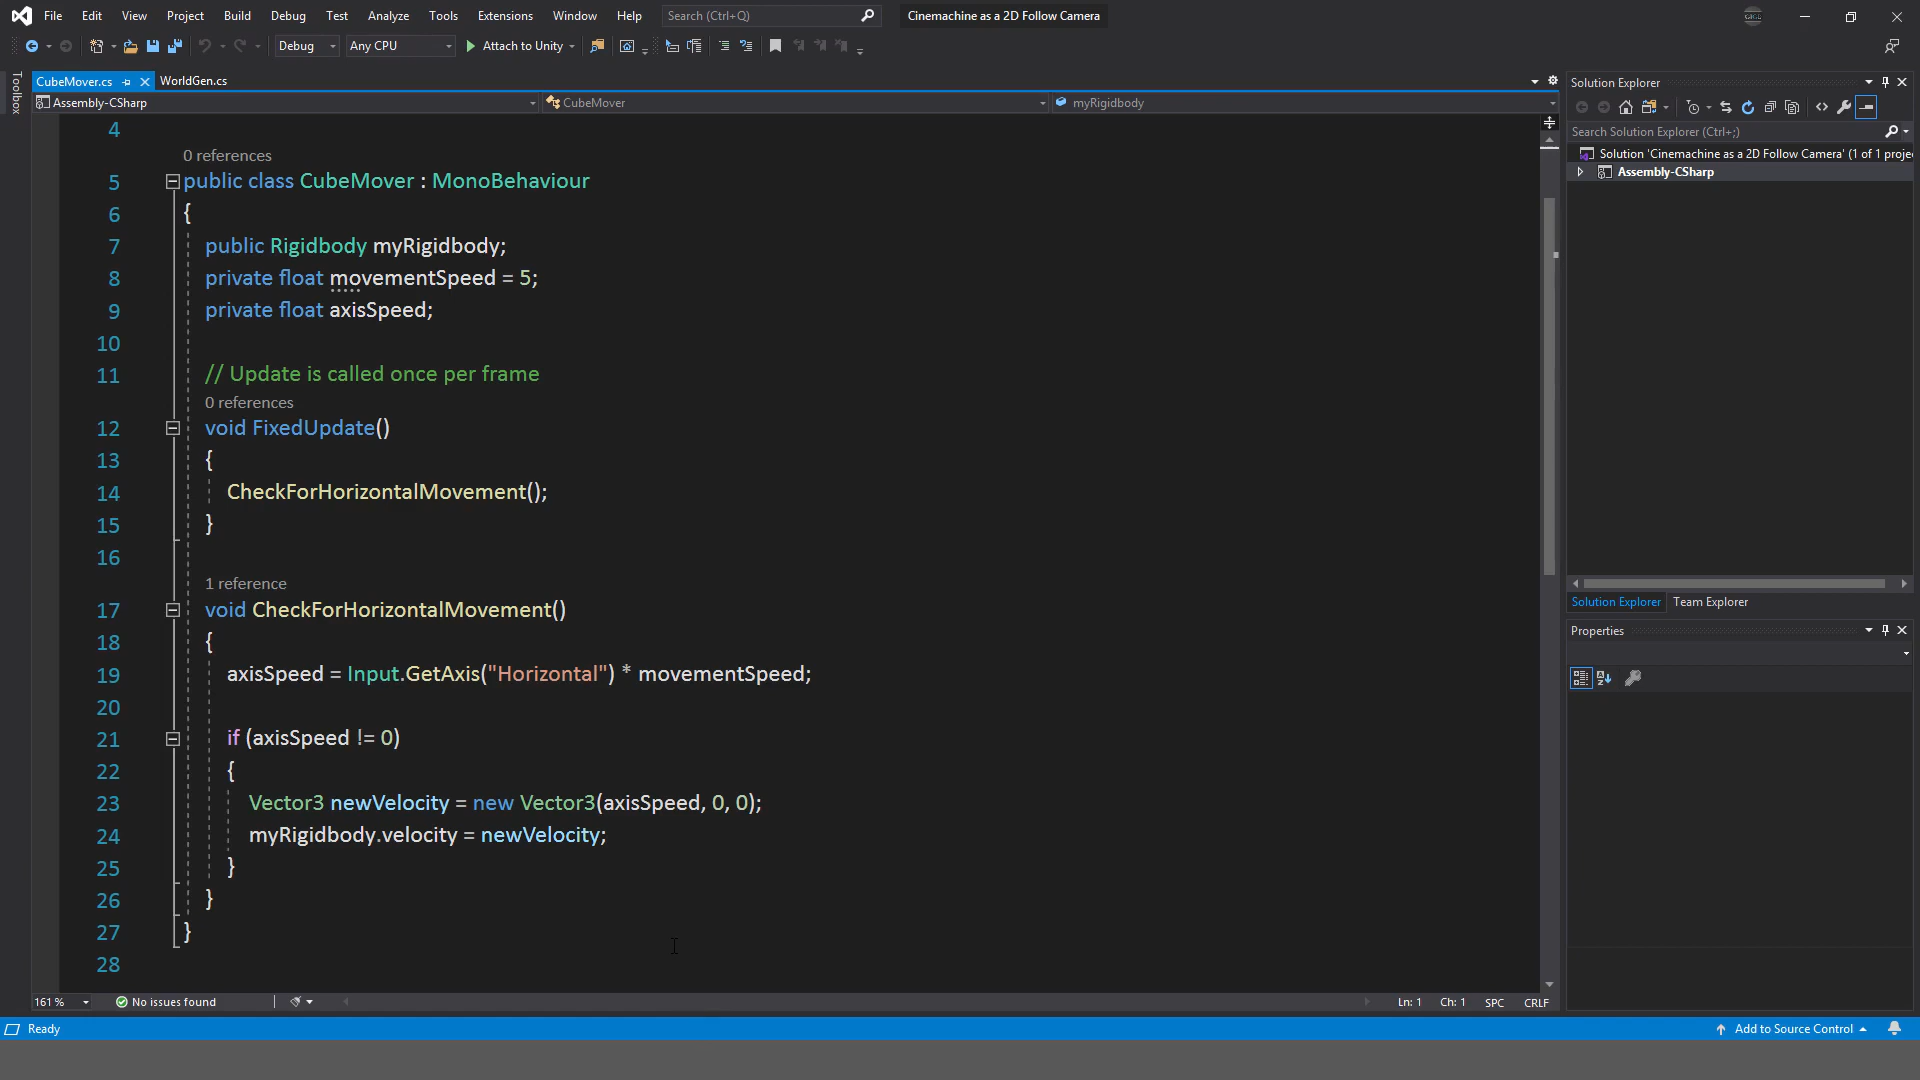 File Edit View Project Build Debug Test Analyze Tools Extensions Window Help Search (Ctrl+Q) Cinemachine as a 2D Follow Camera
Debug Any CPU Attach to Unity
Toolbox
CubeMover.cs WorldGen.cs
Assembly-CSharp CubeMover myRigidbody
4
0 references
5 public class CubeMover : MonoBehaviour
6 {
7 public Rigidbody myRigidbody;
8 private float movementSpeed = 5;
9 private float axisSpeed;
10
11 // Update is called once per frame
0 references
12 void FixedUpdate()
13 {
14 CheckForHorizontalMovement();
15 }
16
1 reference
17 void CheckForHorizontalMovement()
18 {
19 axisSpeed = Input.GetAxis("Horizontal") * movementSpeed;
20
21 if (axisSpeed != 0)
22 {
23 Vector3 newVelocity = new Vector3(axisSpeed, 0, 0);
24 myRigidbody.velocity = newVelocity;
25 }
26 }
27 }
28
161 % No issues found Ln: 1 Ch: 1 SPC CRLF
Solution Explorer
Search Solution Explorer (Ctrl+;)
Solution 'Cinemachine as a 2D Follow Camera' (1 of 1 proje
Assembly-CSharp
Solution Explorer Team Explorer
Properties
Ready Add to Source Control